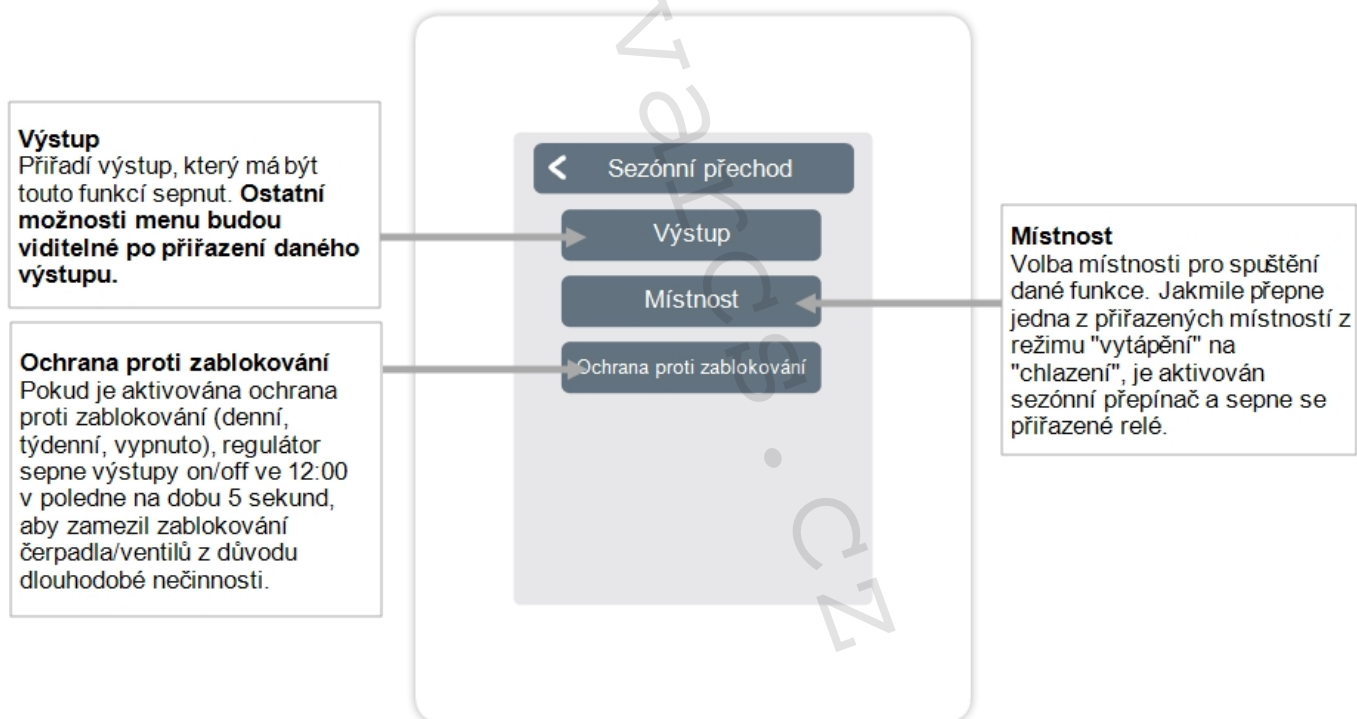 Výstup
Přiřadí výstup, který má být
touto funkcí sepnut. Ostatní
možnosti menu budou
viditelné po přiřazení daného
výstupu.
Ochrana proti zablokování
Pokud je aktivována ochrana
proti zablokování (denní,
týdenní, vypnuto), regulátor
sepne výstupy on/off ve 12:00
v poledne na dobu 5 sekund,
aby zamezil zablokování
čerpadla/ventilů z důvodu
dlouhodobé nečinnosti.
Sezónní přechod
Výstup
Místnost
Ochrana proti zablokování
Místnost
Volba místnosti pro spuštění
dané funkce. Jakmile přepne
jedna z přiřazených místností z
režimu "vytápění" na
"chlazení", je aktivován
sezónní přepínač a sepne se
přiřazené relé.
varcs.cz